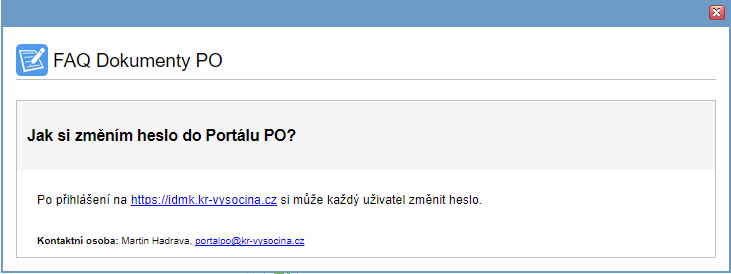 FAQ Dokumenty PO
Jak si změním heslo do Portálu PO?
Po přihlášení na https://idmk.kr-vysocina.cz si může každý uživatel změnit heslo.
Kontaktní osoba: Martin Hadrava, portalpo@kr-vysocina.cz